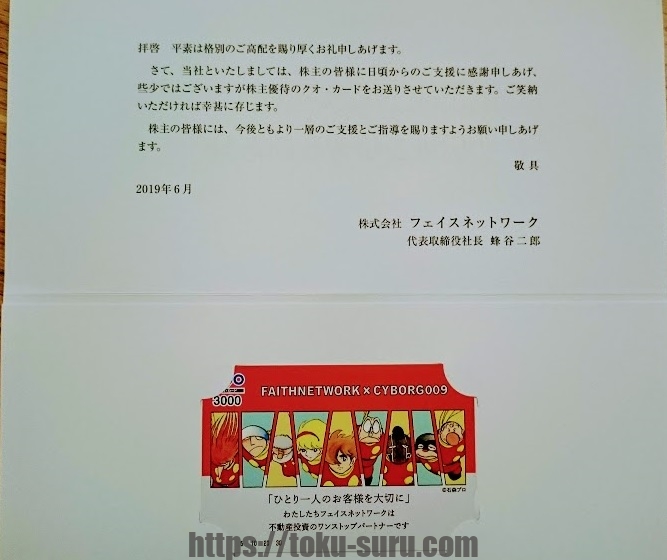 拝啓　平素は格別のご高配を賜り厚くお礼申しあげます。
さて、当社といたしましては、株主の皆様に日頃からのご支援に感謝申しあげ、
些少ではございますが株主優待のクオ・カードをお送りさせていただきます。ご笑納
いただければ幸甚に存じます。
株主の皆様には、今後ともより一層のご支援とご指導を賜りますようお願い申しあげ
ます。
敬具
2019年6月
株式会社 フェイスネットワーク
代表取締役社長 蜂谷二郎
3000
FAITHNETWORK × CYBORG009
©石森プロ
「ひとり一人のお客様を大切に」
わたしたちフェイスネットワークは
不動産投資のワンストップパートナーです
https://toku-suru.com